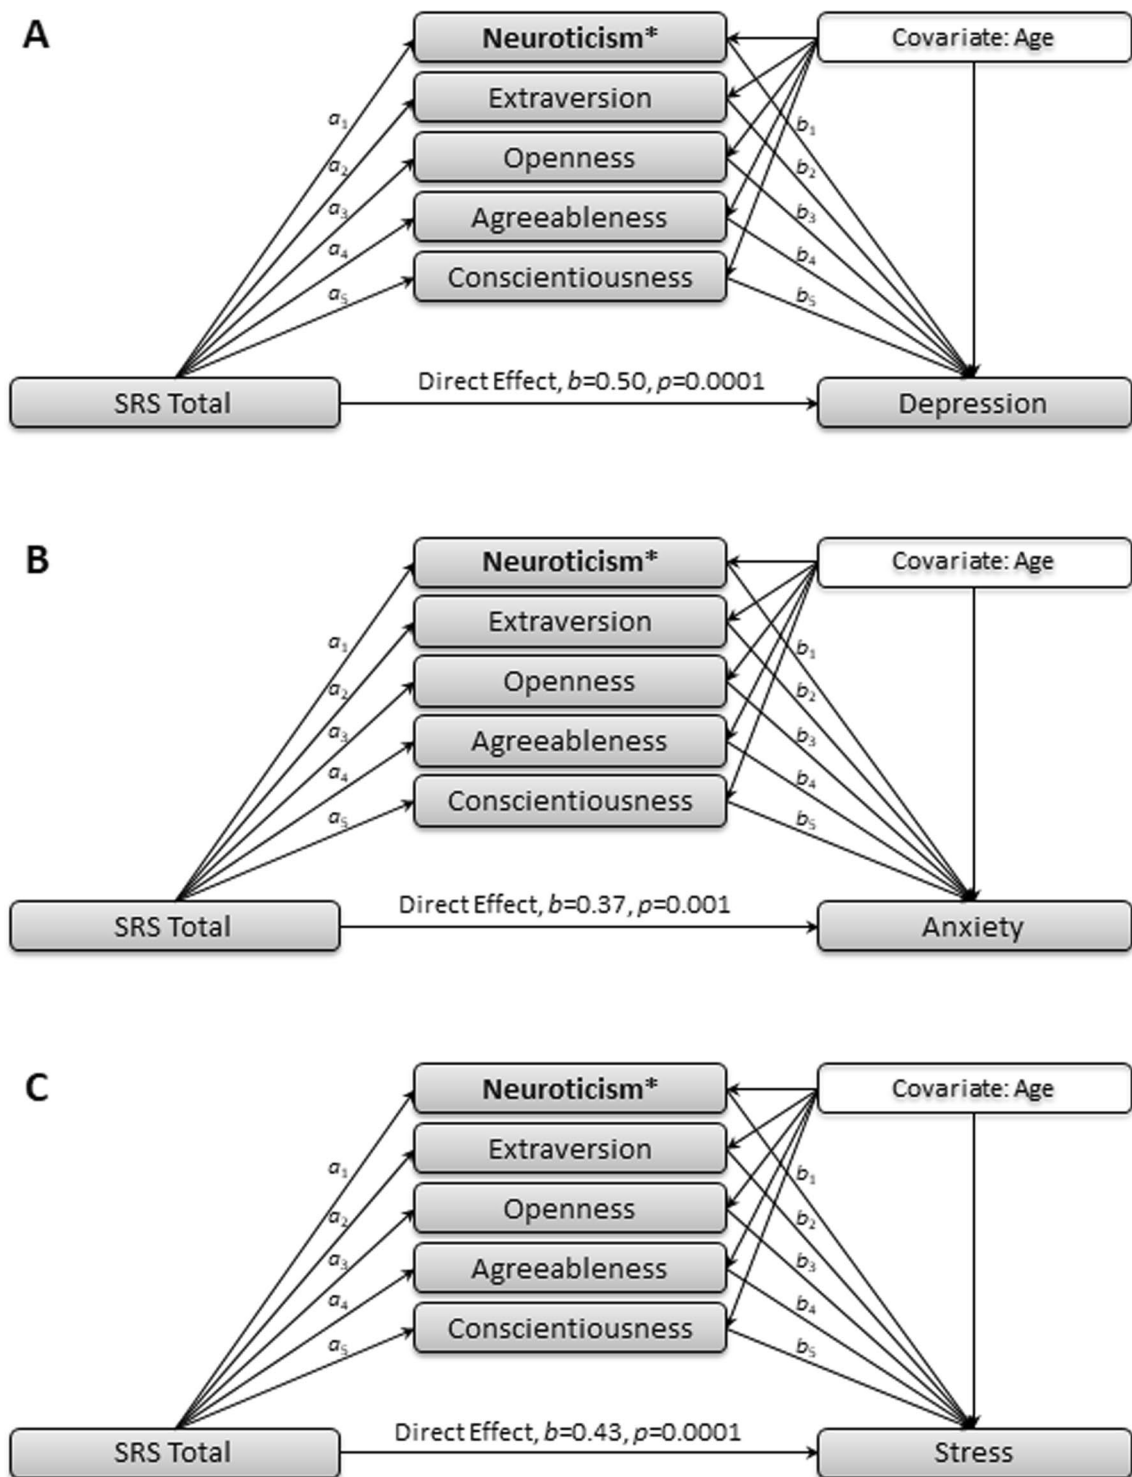 A
Neuroticism*
Covariate: Age
Extraversion
a₁
b₁
Openness
a₂
b₂
Agreeableness
a₃
b₃
a₄
b₄
Conscientiousness
a₅
b₅
Direct Effect, b=0.50, p=0.0001
SRS Total
Depression
B
Neuroticism*
Covariate: Age
Extraversion
a₁
b₁
Openness
a₂
b₂
Agreeableness
a₃
b₃
a₄
b₄
Conscientiousness
a₅
b₅
Direct Effect, b=0.37, p=0.001
SRS Total
Anxiety
C
Neuroticism*
Covariate: Age
Extraversion
a₁
b₁
Openness
a₂
b₂
Agreeableness
a₃
b₃
a₄
b₄
Conscientiousness
a₅
b₅
Direct Effect, b=0.43, p=0.0001
SRS Total
Stress